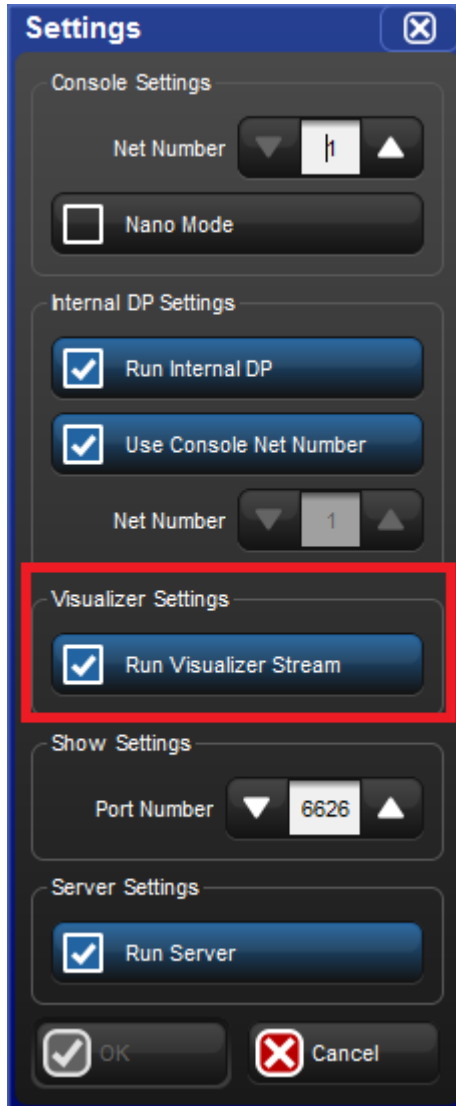 Settings
Console Settings
Net Number 1
Nano Mode
Internal DP Settings
Run Internal DP
Use Console Net Number
Net Number 1
Visualizer Settings
Run Visualizer Stream
Show Settings
Port Number 6626
Server Settings
Run Server
OK Cancel